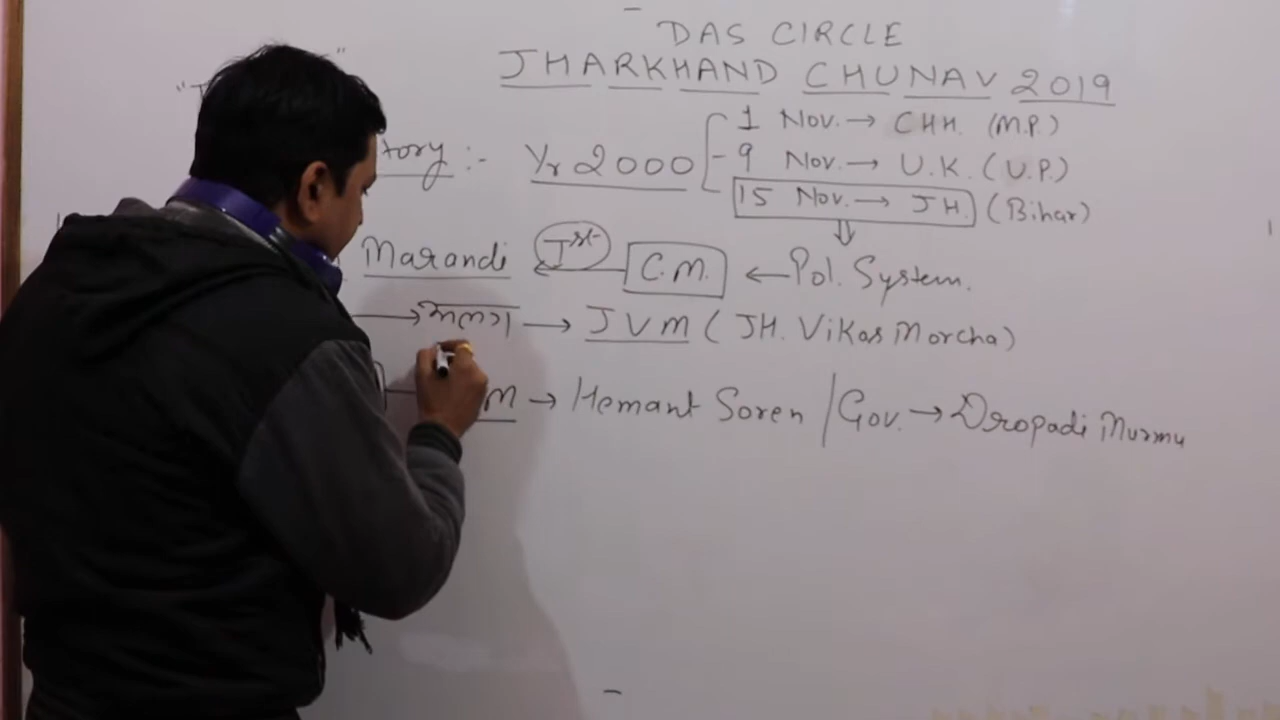 DAS CIRCLE
JHARKHAND CHUNAV 2019
tory :- Yr 2000
1 Nov. → CHH. (M.P.)
- 9 Nov. → U.K. (U.P.)
15 Nov. → JH. (Bihar)
Marandi Ist C.M. ← Pol. System.
→ अलग → JVM ( JH. Vikas Morcha)
M → Hemant Soren / Gov. → Dropadi Murmu